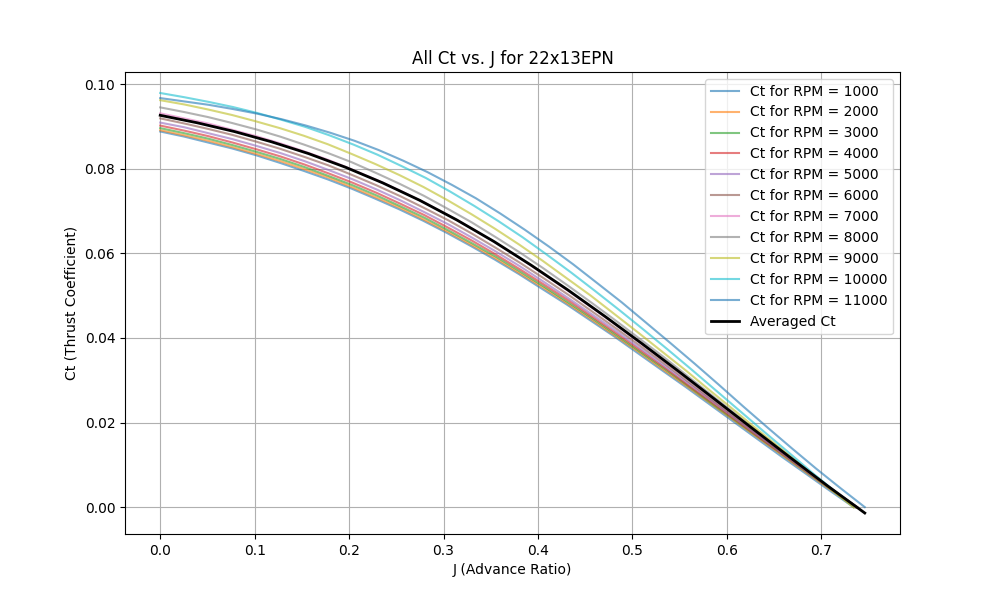 All Ct vs. J for 22x13EPN
Ct (Thrust Coefficient)
0.10
0.08
0.06
0.04
0.02
0.00
Ct for RPM = 1000
Ct for RPM = 2000
Ct for RPM = 3000
Ct for RPM = 4000
Ct for RPM = 5000
Ct for RPM = 6000
Ct for RPM = 7000
Ct for RPM = 8000
Ct for RPM = 9000
Ct for RPM = 10000
Ct for RPM = 11000
Averaged Ct
0.0 0.1 0.2 0.3 0.4 0.5 0.6 0.7
J (Advance Ratio)